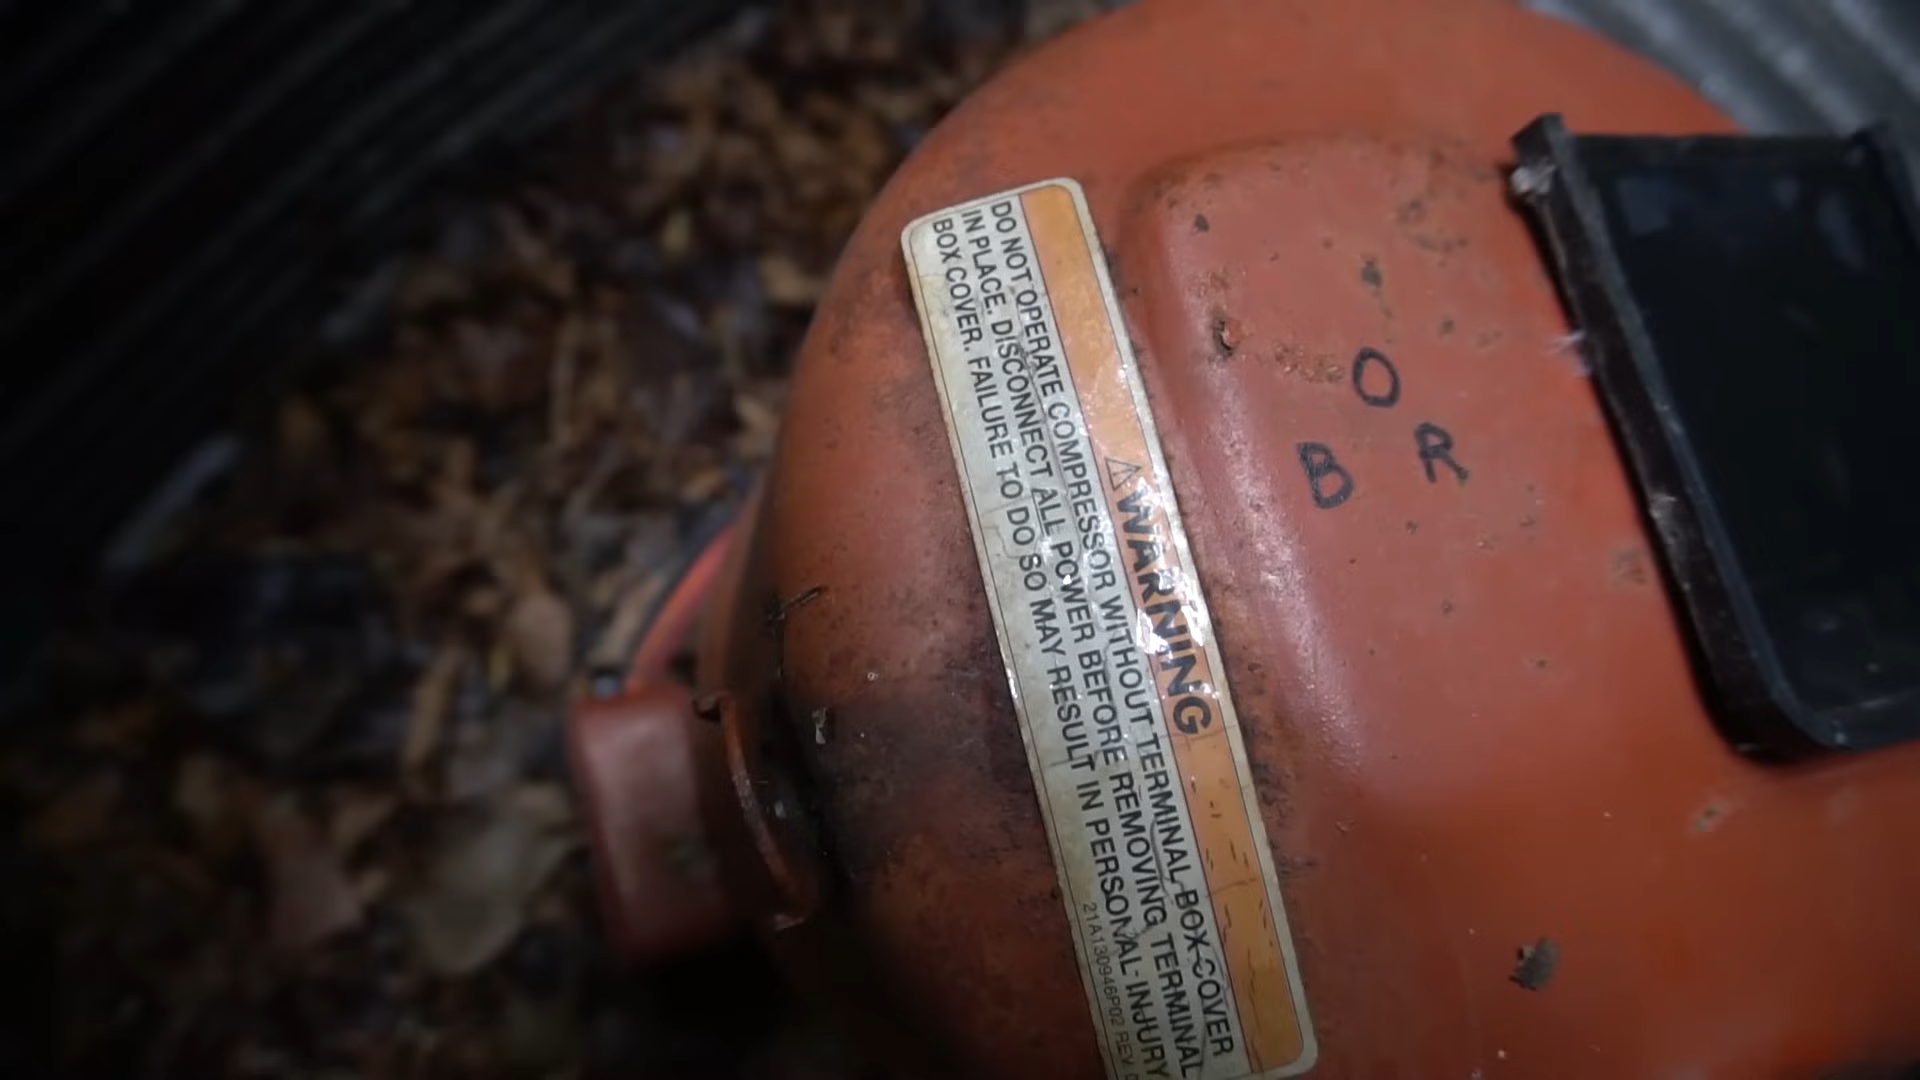 ⚠WARNING
DO NOT OPERATE COMPRESSOR WITHOUT TERMINAL BOX COVER
IN PLACE. DISCONNECT ALL POWER BEFORE REMOVING TERMINAL
BOX COVER. FAILURE TO DO SO MAY RESULT IN PERSONAL INJURY
21A130946P02 REV.
O
B R